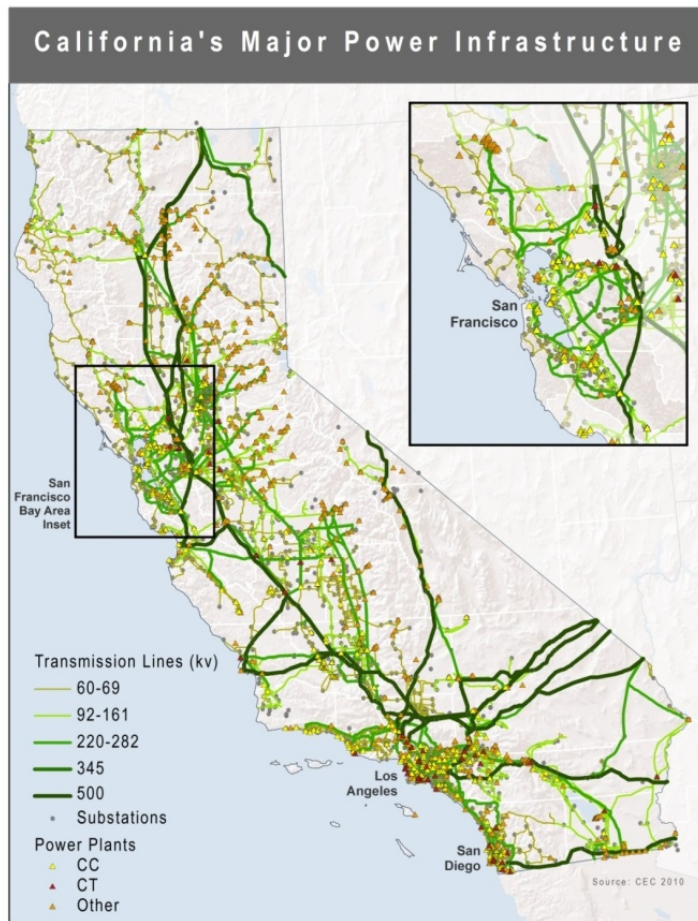 California's Major Power Infrastructure
San
Francisco
San
Francisco
Bay Area
Inset
Transmission Lines (kv)
60-69
92-161
220-282
345
500
Substations
Power Plants
CC
CT
Other
Los
Angeles
San
Diego
Source: CEC 2010